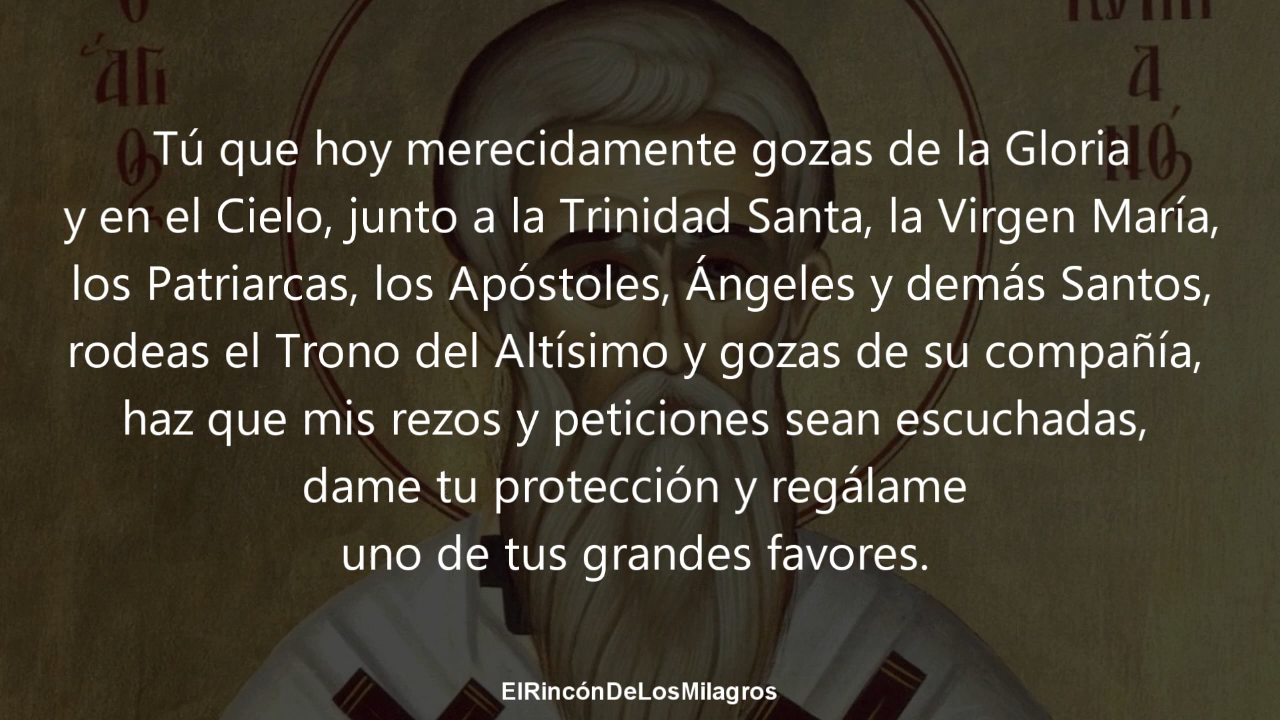 Tú que hoy merecidamente gozas de la Gloria
y en el Cielo, junto a la Trinidad Santa, la Virgen María,
los Patriarcas, los Apóstoles, Ángeles y demás Santos,
rodeas el Trono del Altísimo y gozas de su compañía,
haz que mis rezos y peticiones sean escuchadas,
dame tu protección y regálame
uno de tus grandes favores.
ElRincónDeLosMilagros